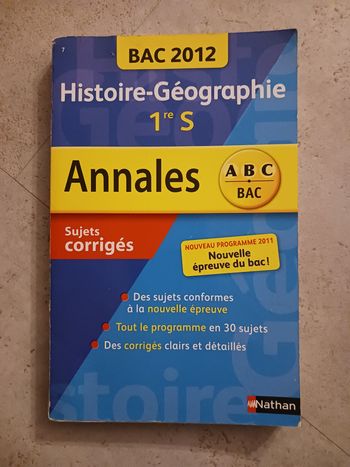 7
BAC 2012
Histoire-Géographie
1re S
Annales
ABC
BAC
Sujets
corrigés
NOUVEAU PROGRAMME 2011
Nouvelle
épreuve du bac!
Des sujets conformes
à la nouvelle épreuve
Tout le programme en 30 sujets
Des corrigés clairs et détaillés
Nathan